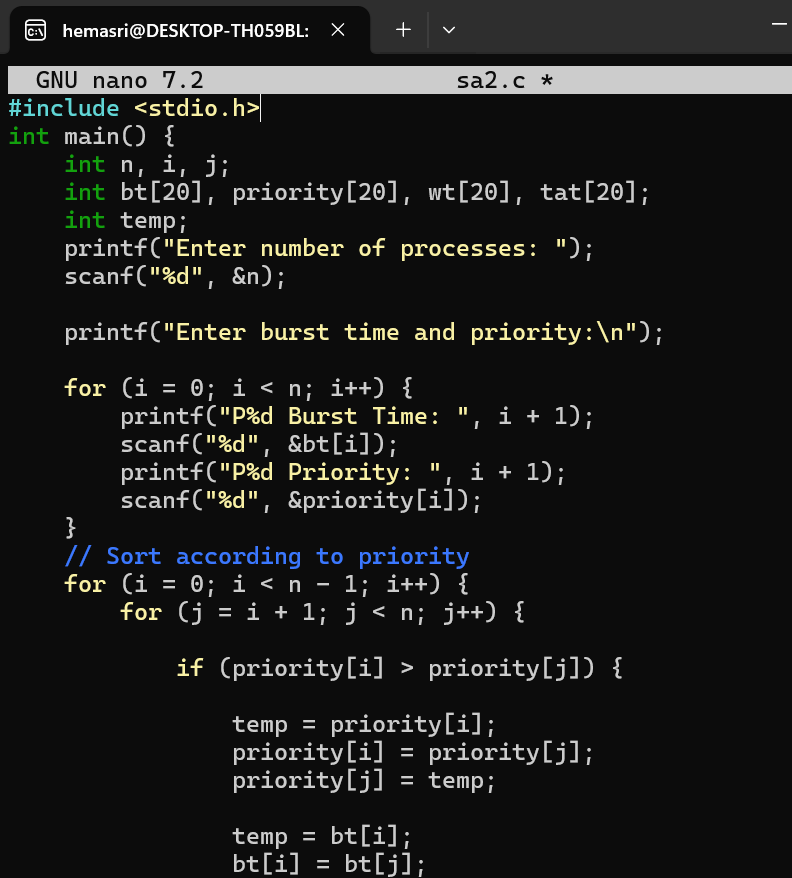 hemasri@DESKTOP-TH059BL:
GNU nano 7.2 sa2.c *
#include <stdio.h>
int main() {
    int n, i, j;
    int bt[20], priority[20], wt[20], tat[20];
    int temp;
    printf("Enter number of processes: ");
    scanf("%d", &n);

    printf("Enter burst time and priority:\n");

    for (i = 0; i < n; i++) {
        printf("P%d Burst Time: ", i + 1);
        scanf("%d", &bt[i]);
        printf("P%d Priority: ", i + 1);
        scanf("%d", &priority[i]);
    }
    // Sort according to priority
    for (i = 0; i < n - 1; i++) {
        for (j = i + 1; j < n; j++) {

            if (priority[i] > priority[j]) {

                temp = priority[i];
                priority[i] = priority[j];
                priority[j] = temp;

                temp = bt[i];
                bt[i] = bt[j];